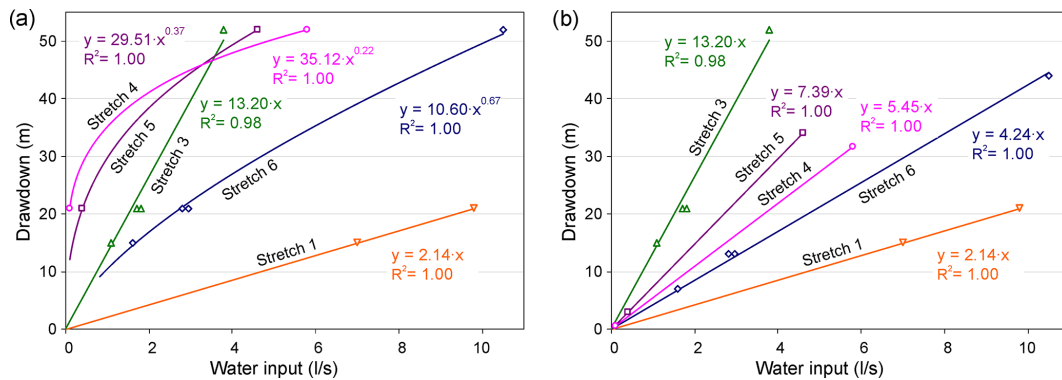 (a)
Drawdown (m)
60
50
40
30
20
10
0
y = 29.51·x^0.37
R²= 1.00
y = 35.12·x^0.22
R²= 1.00
y = 13.20·x
R²= 0.98
y = 10.60·x^0.67
R²= 1.00
Stretch 4
Stretch 5
Stretch 3
Stretch 6
Stretch 1
y = 2.14·x
R²= 1.00
0 2 4 6 8 10
Water input (l/s)
(b)
Drawdown (m)
60
50
40
30
20
10
0
y = 13.20·x
R²= 0.98
y = 7.39·x
R²= 1.00
y = 5.45·x
R²= 1.00
y = 4.24·x
R²= 1.00
Stretch 3
Stretch 5
Stretch 4
Stretch 6
Stretch 1
y = 2.14·x
R²= 1.00
0 2 4 6 8 10
Water input (l/s)